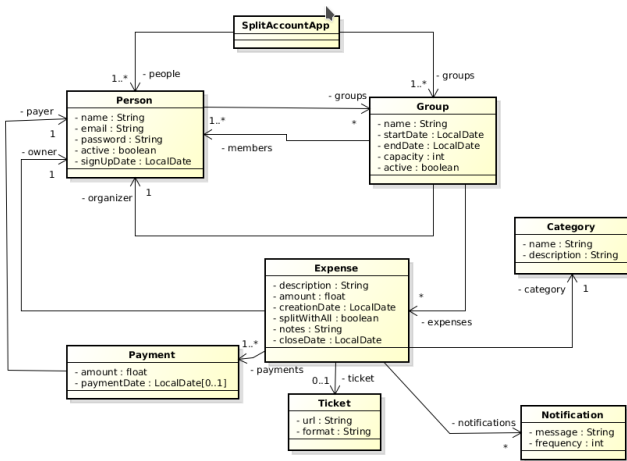 SplitAccountApp
- people
1..*
- groups
1..*
Person
- name : String
- email : String
- password : String
- active : boolean
- signUpDate : LocalDate
- groups
*
Group
- name : String
- startDate : LocalDate
- endDate : LocalDate
- capacity : int
- active : boolean
- payer
1
- owner
1
1..*
- members
- organizer
1
Category
- name : String
- description : String
- category
1
Expense
- description : String
- amount : float
- creationDate : LocalDate
- splitWithAll : boolean
- notes : String
- closeDate : LocalDate
*
- expenses
Payment
- amount : float
- paymentDate : LocalDate[0..1]
1..*
- payments
0..1
- ticket
Ticket
- url : String
- format : String
- notifications
*
Notification
- message : String
- frequency : int